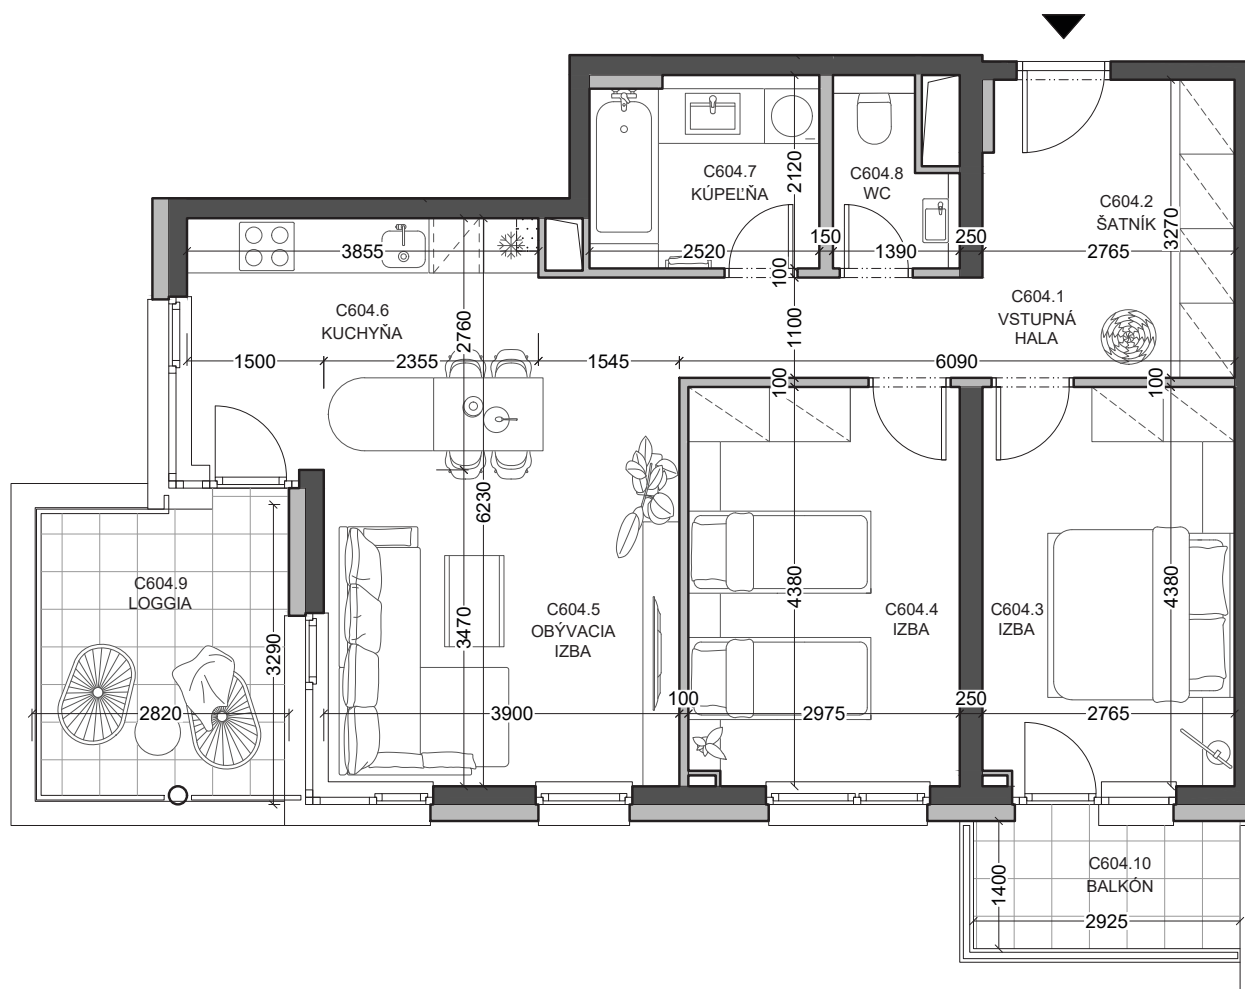 C604.7
KÚPEĽŇA
2120
C604.8
WC
C604.2
ŠATNÍK
3270
3855
2520
150
1390
250
2765
100
C604.6
KUCHYŇA
2760
1100
C604.1
VSTUPNÁ
HALA
1500
2355
1545
6090
100
100
6230
C604.9
LOGGIA
3290
3470
C604.5
OBÝVACIA
IZBA
4380
C604.4
IZBA
C604.3
IZBA
4380
2820
3900
100
2975
250
2765
C604.10
BALKÓN
1400
2925